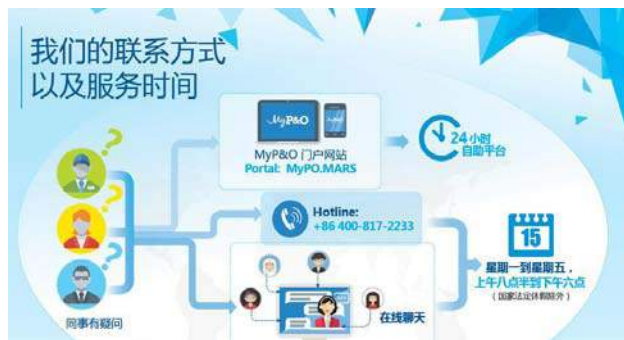 我们的联系方式
以及服务时间
MyP&O
MyP&O 门户网站
Portal: MyPO.MARS
24小时
自助平台
Hotline:
+86 400-817-2233
15
星期一到星期五，
上午八点半到下午六点
（国家法定休假除外）
同事有疑问
在线聊天